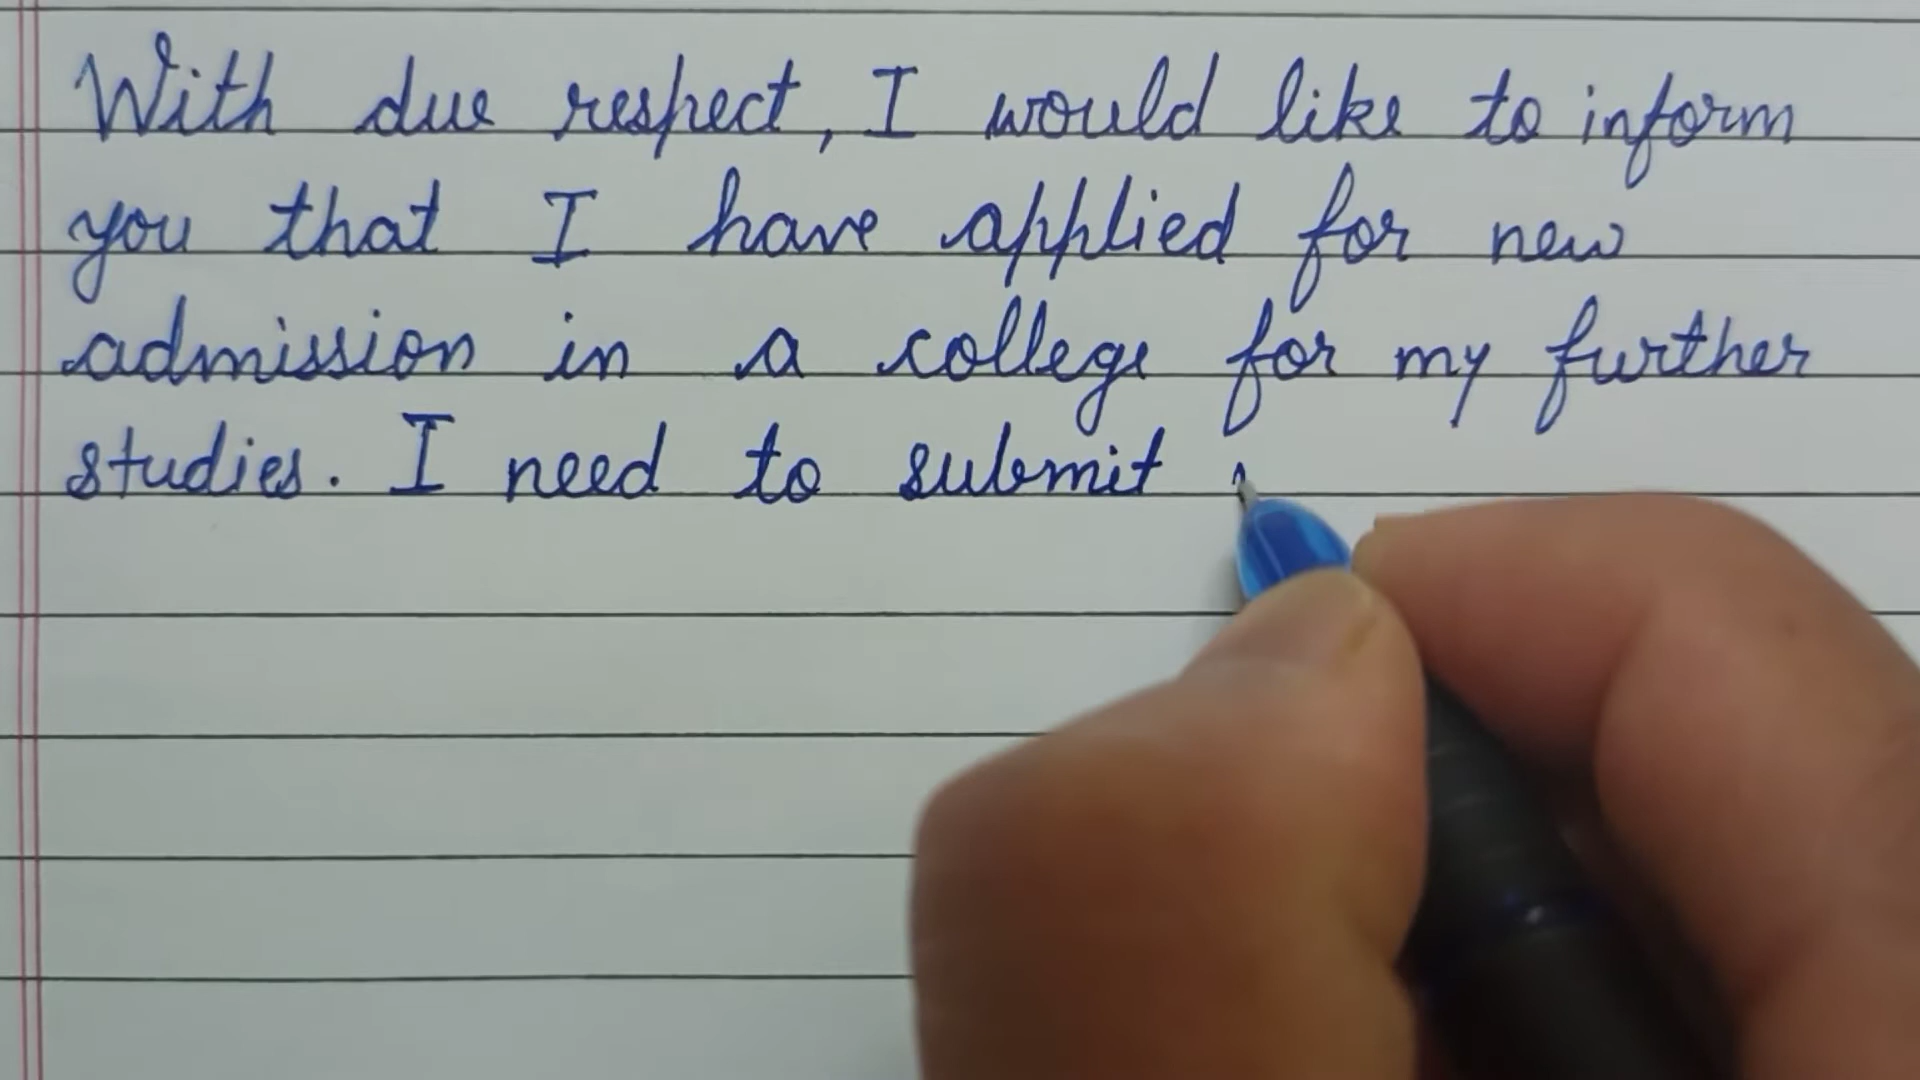 With due respect, I would like to inform
you that I have applied for new
admission in a college for my further
studies. I need to submit